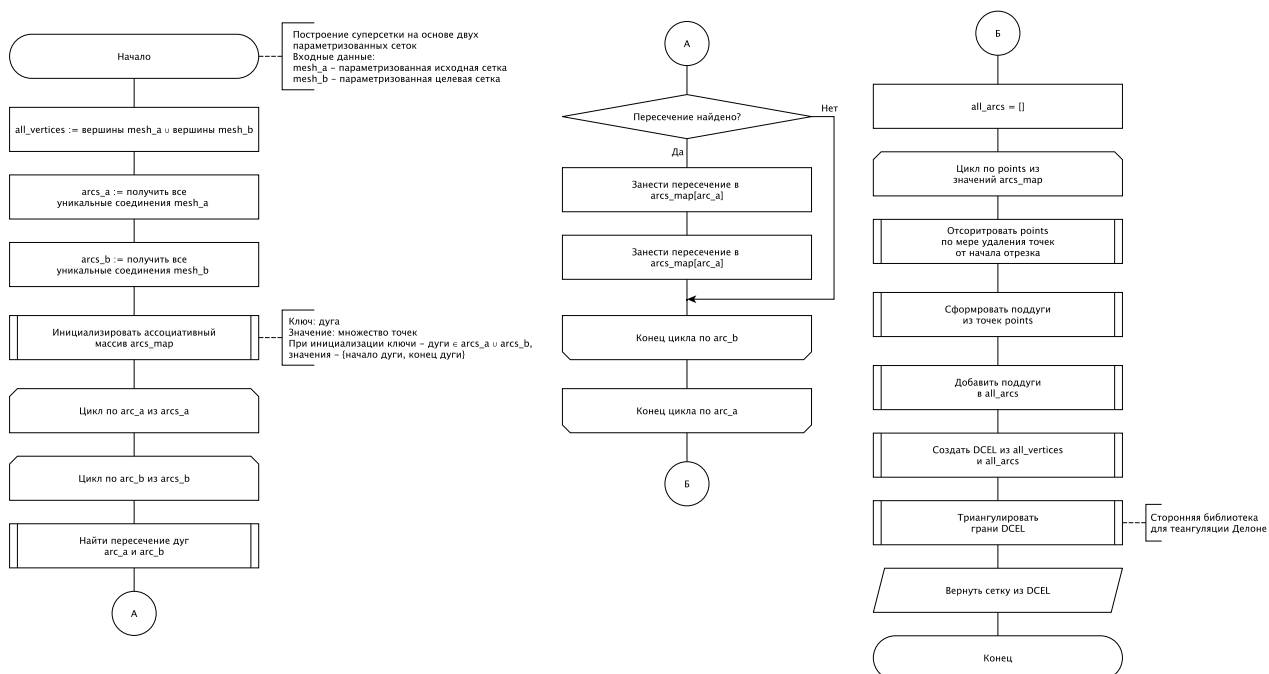 Начало
Построение суперсетки на основе двух
параметризованных сеток
Входные данные:
mesh_a – параметризованная исходная сетка
mesh_b – параметризованная целевая сетка
all_vertices := вершины mesh_a ∪ вершины mesh_b
arcs_a := получить все
уникальные соединения mesh_a
arcs_b := получить все
уникальные соединения mesh_b
Инициализировать ассоциативный
массив arcs_map
Ключ: дуга
Значение: множество точек
При инициализации ключи – дуги ∈ arcs_a ∪ arcs_b,
значения – {начало дуги, конец дуги}
Цикл по arc_a из arcs_a
Цикл по arc_b из arcs_b
Найти пересечение дуг
arc_a и arc_b
А
А
Пересечение найдено?
Нет
Да
Занести пересечение в
arcs_map[arc_a]
Занести пересечение в
arcs_map[arc_a]
Конец цикла по arc_b
Конец цикла по arc_a
Б
Б
all_arcs = []
Цикл по points из
значений arcs_map
Отсоритровать points
по мере удаления точек
от начала отрезка
Сформировать поддуги
из точек points
Добавить поддуги
в all_arcs
Создать DCEL из all_vertices
и all_arcs
Триангулировать
грани DCEL
Сторонняя библиотека
для теангуляции Делоне
Вернуть сетку из DCEL
Конец